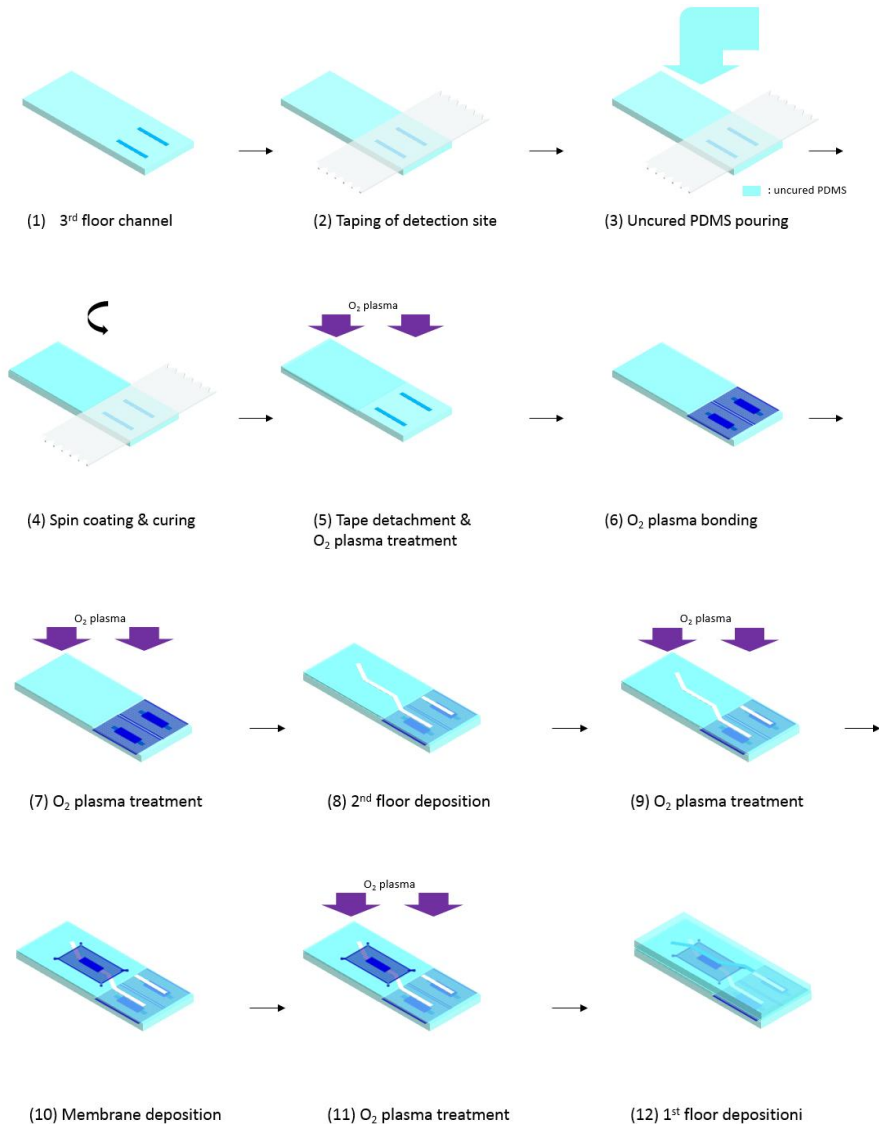 (1) 3rd floor channel
(2) Taping of detection site
: uncured PDMS
(3) Uncured PDMS pouring
(4) Spin coating & curing
O2 plasma
(5) Tape detachment &
O2 plasma treatment
(6) O2 plasma bonding
O2 plasma
(7) O2 plasma treatment
(8) 2nd floor deposition
O2 plasma
(9) O2 plasma treatment
(10) Membrane deposition
O2 plasma
(11) O2 plasma treatment
(12) 1st floor depositioni